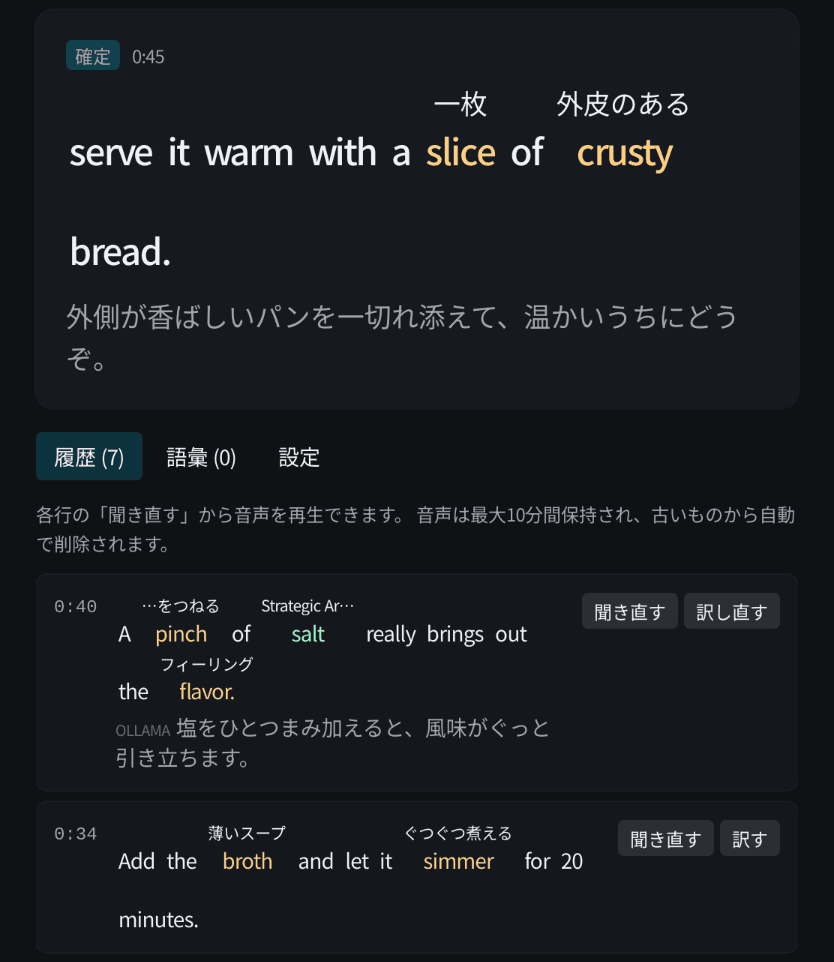 確定 0:45
一枚 外皮のある
serve it warm with a slice of crusty
bread.
外側が香ばしいパンを一切れ添えて、温かいうちにどう
ぞ。
履歴 (7) 語彙 (0) 設定
各行の「聞き直す」から音声を再生できます。 音声は最大10分間保持され、古いものから自動
で削除されます。
0:40 …をつねる Strategic Ar… 聞き直す 訳し直す
A pinch of salt really brings out
フィーリング
the flavor.
OLLAMA 塩をひとつまみ加えると、風味がぐっと
引き立ちます。
0:34 薄いスープ ぐつぐつ煮える 聞き直す 訳す
Add the broth and let it simmer for 20
minutes.